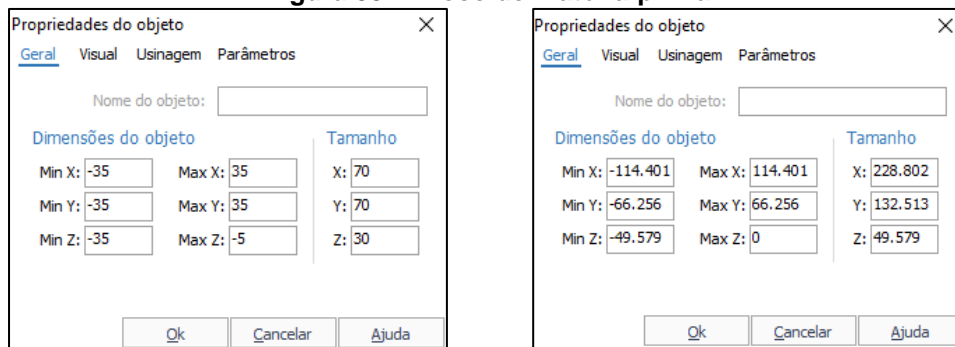 Propriedades do objeto
Geral Visual Usinagem Parâmetros
Nome do objeto:
Dimensões do objeto Tamanho
Min X: -35 Max X: 35 X: 70
Min Y: -35 Max Y: 35 Y: 70
Min Z: -35 Max Z: -5 Z: 30
Ok Cancelar Ajuda
Propriedades do objeto
Geral Visual Usinagem Parâmetros
Nome do objeto:
Dimensões do objeto Tamanho
Min X: -114.401 Max X: 114.401 X: 228.802
Min Y: -66.256 Max Y: 66.256 Y: 132.513
Min Z: -49.579 Max Z: 0 Z: 49.579
Ok Cancelar Ajuda